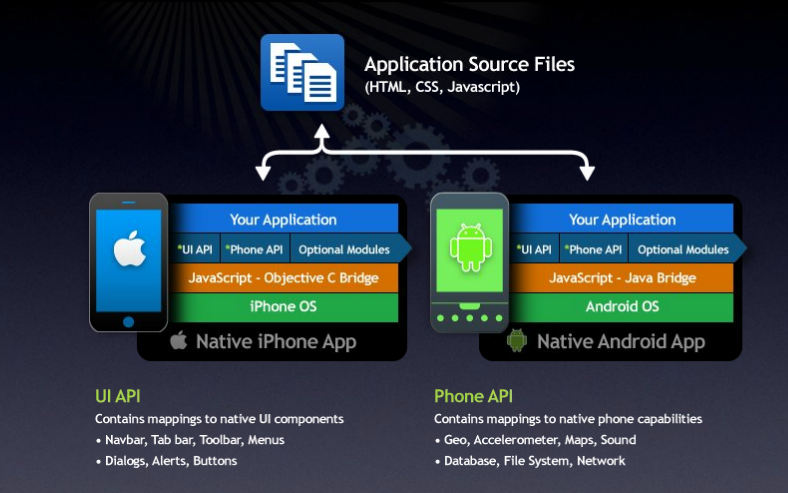 Application Source Files
(HTML, CSS, Javascript)
Your Application
*UI API
*Phone API
Optional Modules
JavaScript - Objective C Bridge
iPhone OS
Native iPhone App
Your Application
*UI API
*Phone API
Optional Modules
JavaScript - Java Bridge
Android OS
Native Android App
UI API
Contains mappings to native UI components
• Navbar, Tab bar, Toolbar, Menus
• Dialogs, Alerts, Buttons
Phone API
Contains mappings to native phone capabilities
• Geo, Accelerometer, Maps, Sound
• Database, File System, Network